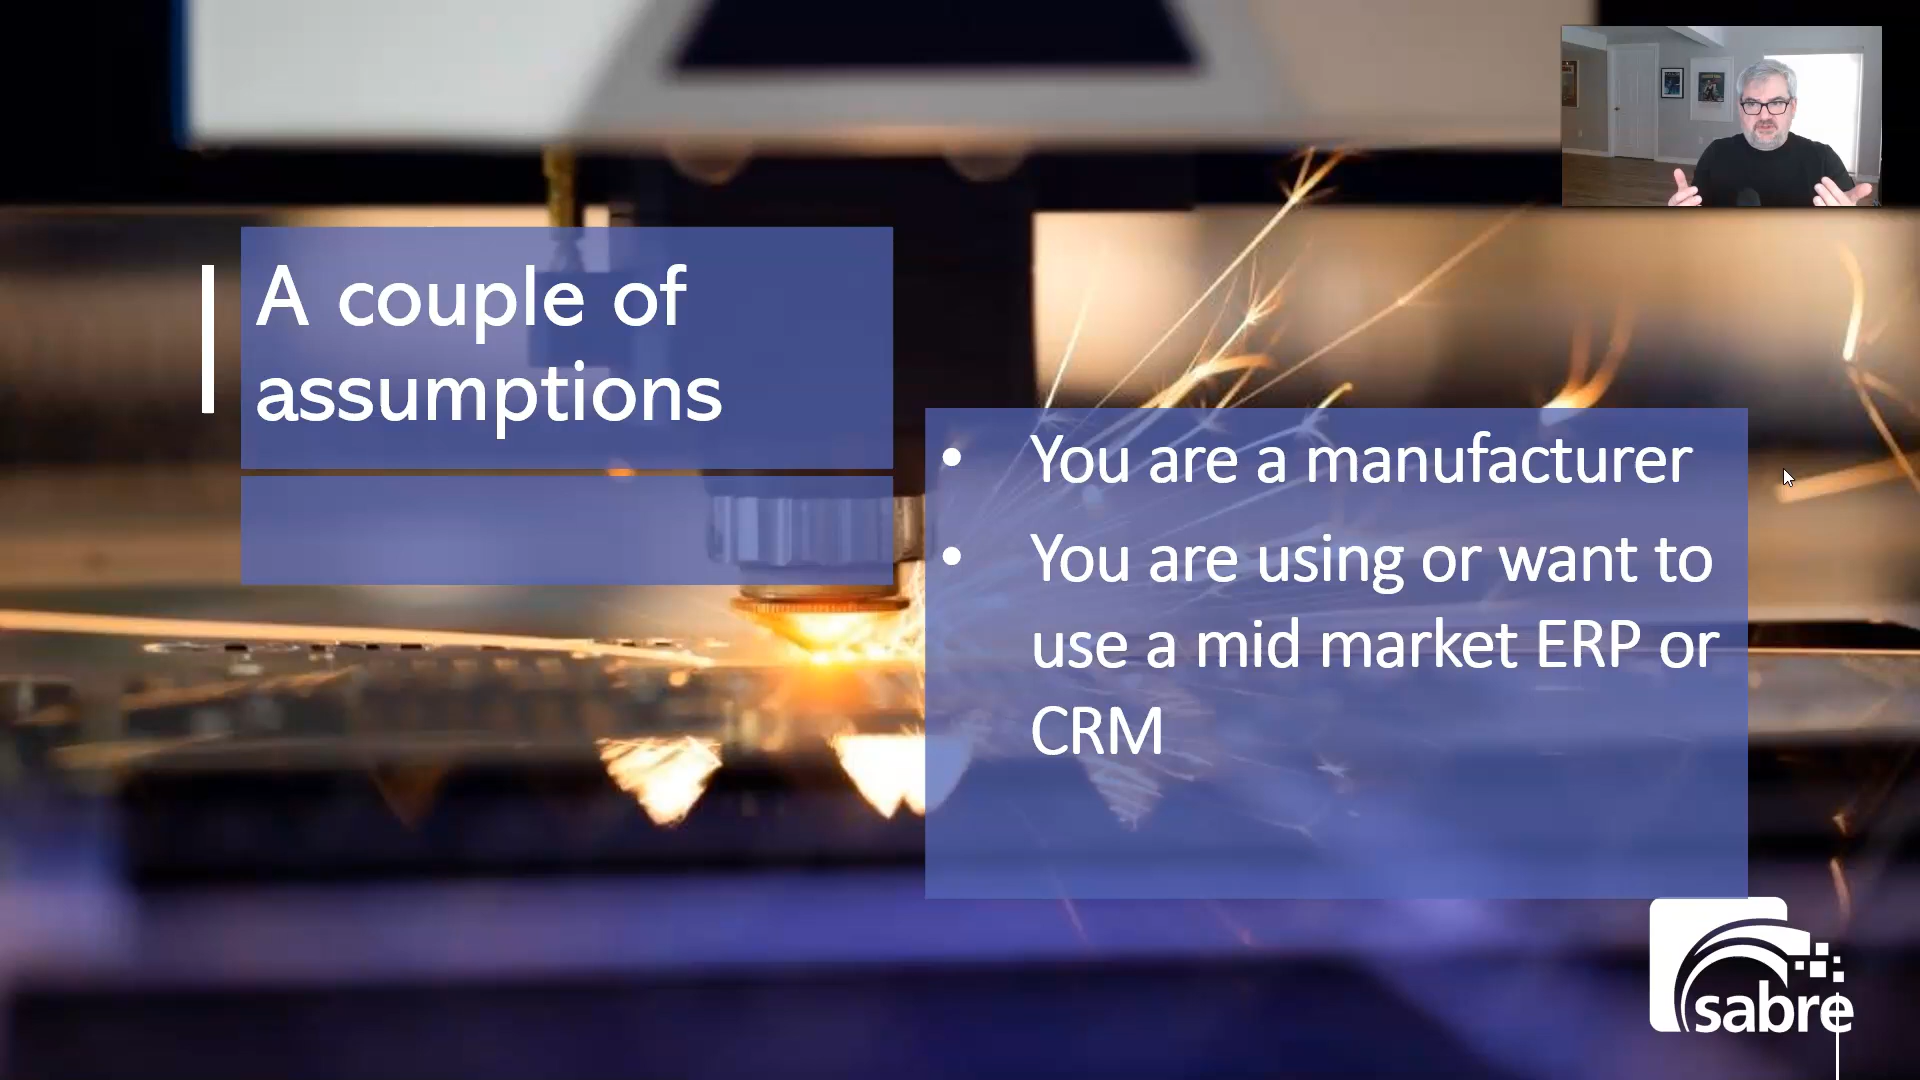 A couple of
assumptions
• You are a manufacturer
• You are using or want to
use a mid market ERP or
CRM
sabre